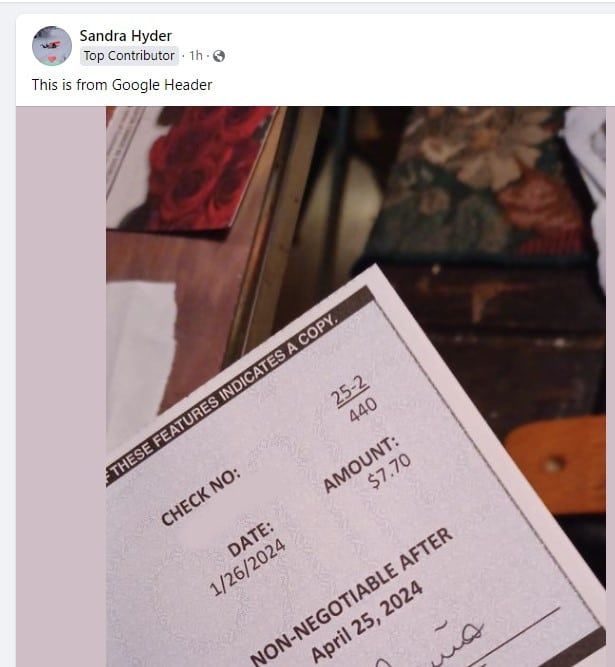 Sandra Hyder
Top Contributor · 1h ·
This is from Google Header
THESE FEATURES INDICATES A COPY.
25-2
440
CHECK NO:
AMOUNT:
$7.70
DATE:
1/26/2024
NON-NEGOTIABLE AFTER
April 25, 2024